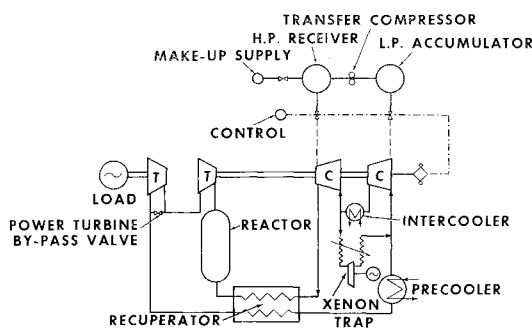 TRANSFER COMPRESSOR
H.P. RECEIVER
L.P. ACCUMULATOR
MAKE-UP SUPPLY
CONTROL
T
T
C
C
LOAD
POWER TURBINE
BY-PASS VALVE
REACTOR
INTERCOOLER
RECUPERATOR
XENON
TRAP
PRECOOLER